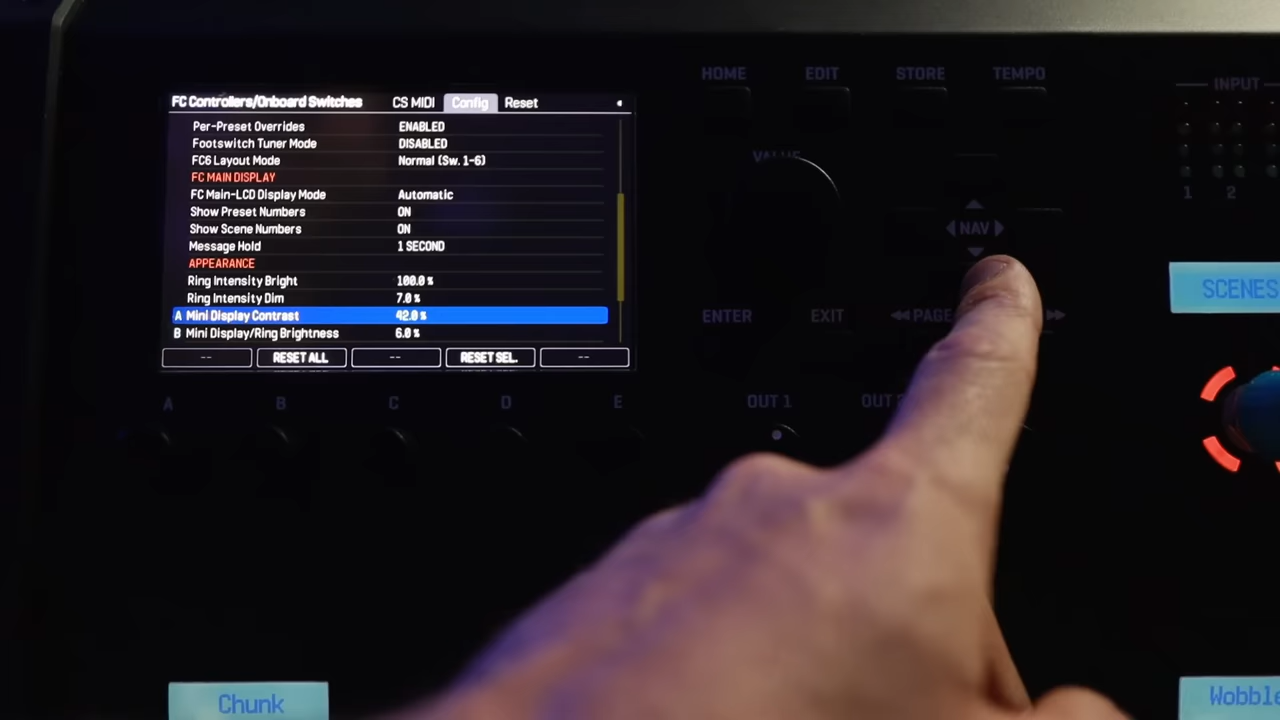 HOME EDIT STORE TEMPO
INPUT
FC Controllers/Onboard Switches CS MIDI Config Reset
Per-Preset Overrides ENABLED
Footswitch Tuner Mode DISABLED
FC6 Layout Mode Normal (Sw. 1-6)
FC MAIN DISPLAY
FC Main-LCD Display Mode Automatic
Show Preset Numbers ON
Show Scene Numbers ON
Message Hold 1 SECOND
APPEARANCE
Ring Intensity Bright 100.0 %
Ring Intensity Dim 7.0 %
A Mini Display Contrast 42.0 %
B Mini Display/Ring Brightness 6.0 %
-- RESET ALL -- RESET SEL. --
VALUE
1 2
NAV
SCENES
ENTER EXIT PAGE
A B C D E
OUT 1 OUT
Chunk
Wobble